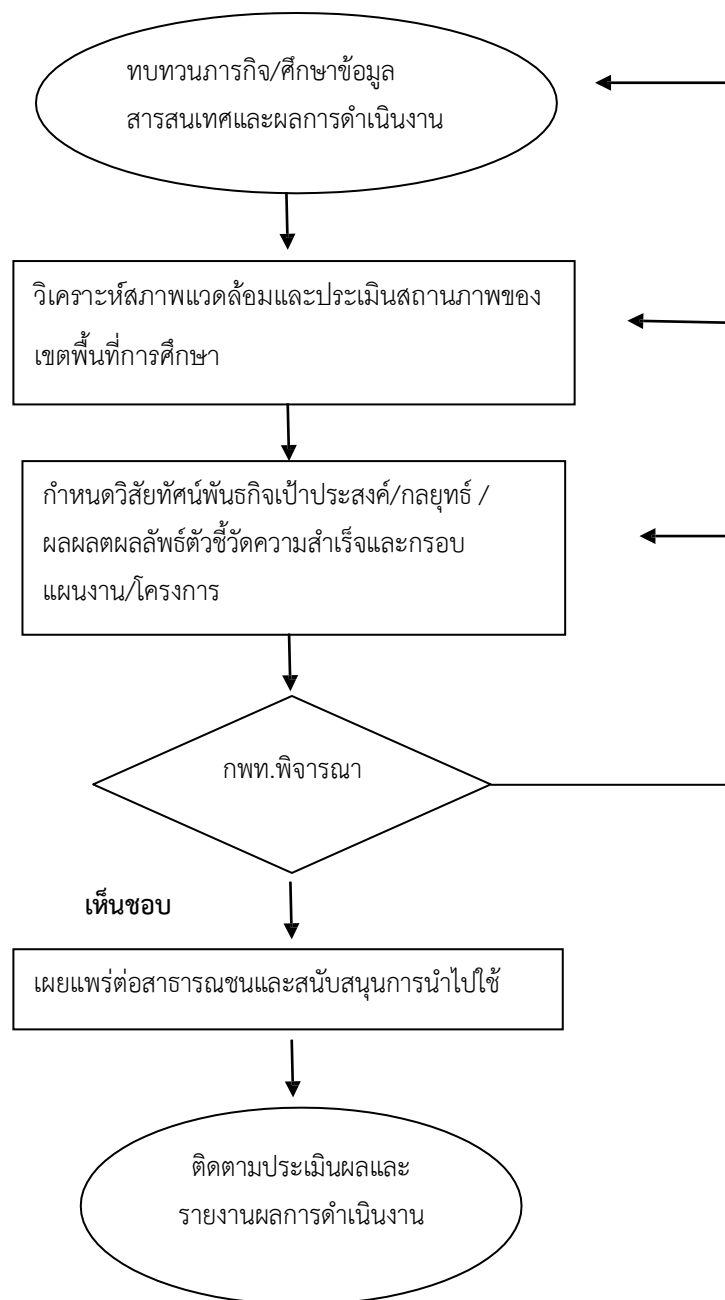 ทบทวนภารกิจ/ศึกษาข้อมูล
สารสนเทศและผลการดำเนินงาน
วิเคราะห์สภาพแวดล้อมและประเมินสถานภาพของ
เขตพื้นที่การศึกษา
กำหนดวิสัยทัศน์พันธกิจเป้าประสงค์/กลยุทธ์ /
ผลผลตผลลัพธ์ตัวชี้วัดความสำเร็จและกรอบ
แผนงาน/โครงการ
กพท.พิจารณา
เห็นชอบ
เผยแพร่ต่อสาธารณชนและสนับสนุนการนำไปใช้
ติดตามประเมินผลและ
รายงานผลการดำเนินงาน